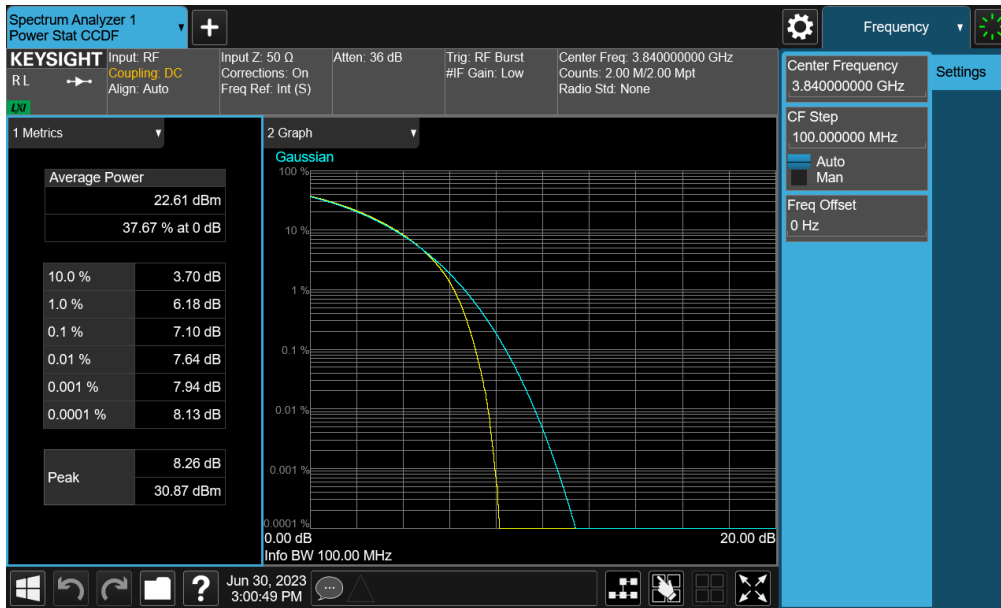 Spectrum Analyzer 1
Power Stat CCDF
Frequency
KEYSIGHT
R L
LXI
Input: RF
Coupling: DC
Align: Auto
Input Z: 50 Ω
Corrections: On
Freq Ref: Int (S)
Atten: 36 dB
Trig: RF Burst
#IF Gain: Low
Center Freq: 3.840000000 GHz
Counts: 2.00 M/2.00 Mpt
Radio Std: None
Center Frequency
3.840000000 GHz
Settings
CF Step
100.000000 MHz
Auto
Man
Freq Offset
0 Hz
1 Metrics
Average Power
22.61 dBm
37.67 % at 0 dB
10.0 % 3.70 dB
1.0 % 6.18 dB
0.1 % 7.10 dB
0.01 % 7.64 dB
0.001 % 7.94 dB
0.0001 % 8.13 dB
Peak 8.26 dB
30.87 dBm
2 Graph
Gaussian
100 %
10 %
1 %
0.1 %
0.01 %
0.001 %
0.0001 %
0.00 dB 20.00 dB
Info BW 100.00 MHz
?
Jun 30, 2023
3:00:49 PM